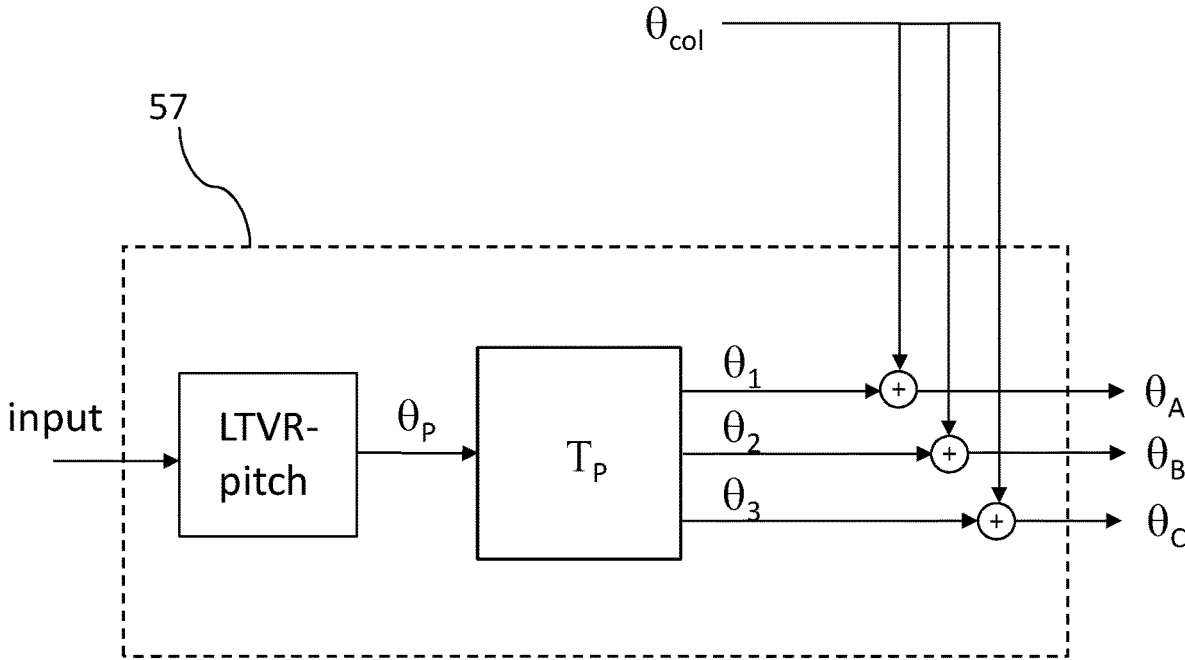 θcol
57
input
LTVR-
pitch
θP
TP
θ1
θ2
θ3
+
+
+
θA
θB
θC